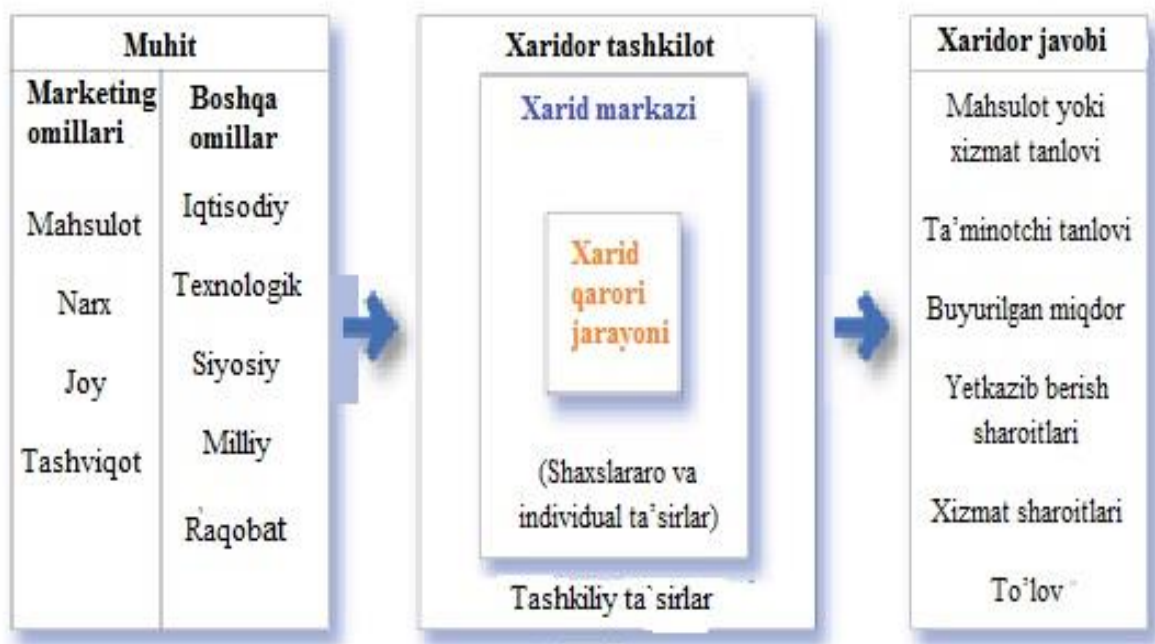 Muhit
Marketing
omillari
Mahsulot
Narx
Joy
Tashviqot
Boshqa
omillar
Iqtisodiy
Texnologik
Siyosiy
Milliy
Raqobat
Xaridor tashkilot
Xarid markazi
Xarid
qarori
jarayoni
(Shaxslararo va
individual ta’sirlar)
Tashkiliy ta`sirlar
Xaridor javobi
Mahsulot yoki
xizmat tanlovi
Ta’minotchi tanlovi
Buyurilgan miqdor
Yetkazib berish
sharoitlari
Xizmat sharoitlari
To’lov